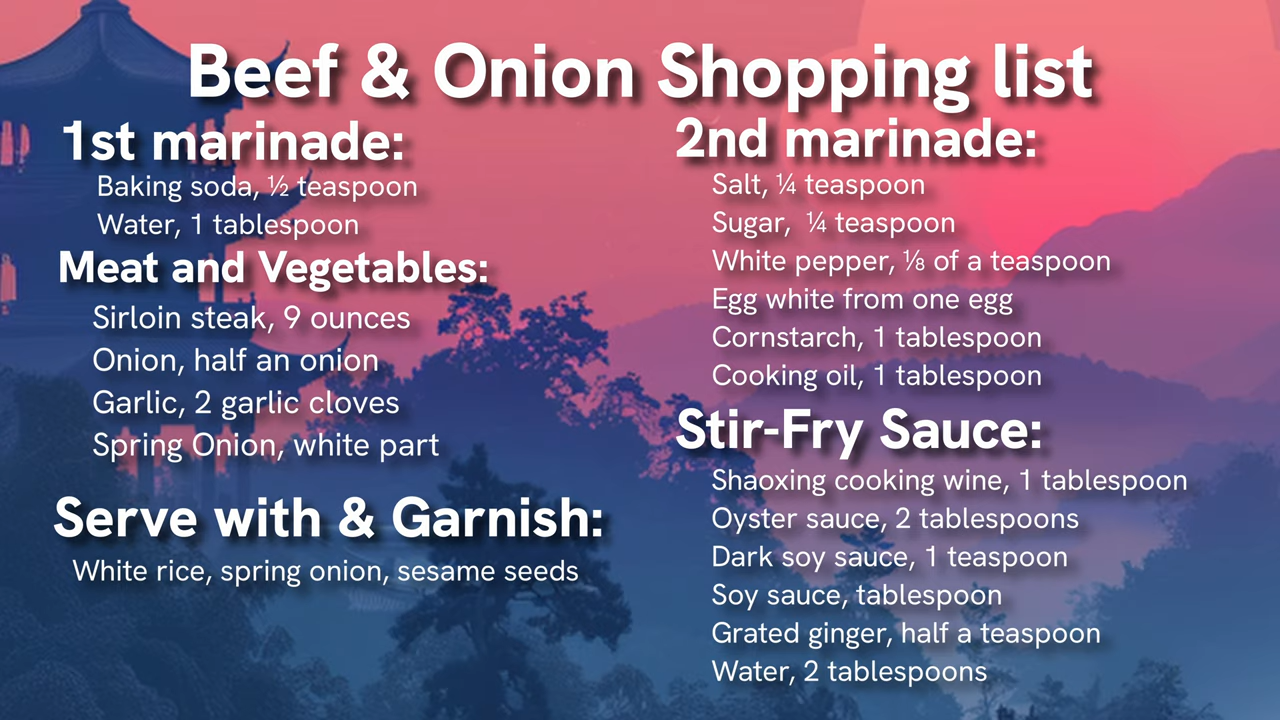 Beef & Onion Shopping list
1st marinade:
Baking soda, ½ teaspoon
Water, 1 tablespoon
Meat and Vegetables:
Sirloin steak, 9 ounces
Onion, half an onion
Garlic, 2 garlic cloves
Spring Onion, white part
Serve with & Garnish:
White rice, spring onion, sesame seeds
2nd marinade:
Salt, ¼ teaspoon
Sugar, ¼ teaspoon
White pepper, ⅛ of a teaspoon
Egg white from one egg
Cornstarch, 1 tablespoon
Cooking oil, 1 tablespoon
Stir-Fry Sauce:
Shaoxing cooking wine, 1 tablespoon
Oyster sauce, 2 tablespoons
Dark soy sauce, 1 teaspoon
Soy sauce, tablespoon
Grated ginger, half a teaspoon
Water, 2 tablespoons